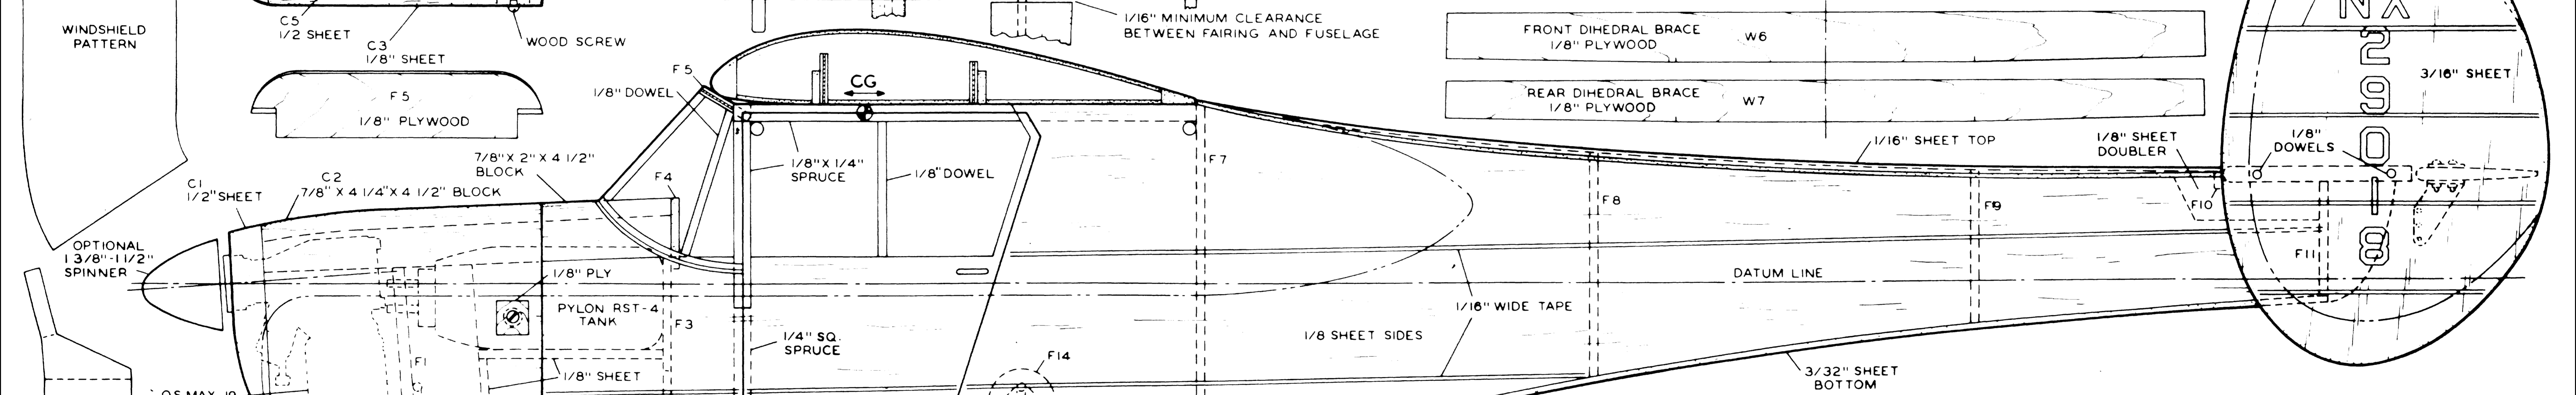 C5
1/2 SHEET
C3
1/8" SHEET
WOOD SCREW
WINDSHIELD
PATTERN
F5
1/8" PLYWOOD
1/16" MINIMUM CLEARANCE
BETWEEN FAIRING AND FUSELAGE
FRONT DIHEDRAL BRACE
1/8" PLYWOOD
W6
REAR DIHEDRAL BRACE
1/8" PLYWOOD
W7
NX
2
9
0
1
8
3/16" SHEET
F5
1/8" DOWEL
CG
7/8" X 2" X 4 1/2"
BLOCK
1/8" X 1/4"
SPRUCE
1/8" DOWEL
F7
1/16" SHEET TOP
1/8" SHEET
DOUBLER
1/8"
DOWELS
C1
1/2" SHEET
C2
7/8" X 4 1/4" X 4 1/2" BLOCK
F4
F8
F9
F10
F11
OPTIONAL
1 3/8"-1 1/2"
SPINNER
1/8" PLY
PYLON RST-4
TANK
F3
1/4" SQ.
SPRUCE
DATUM LINE
1/16" WIDE TAPE
1/8 SHEET SIDES
F1
1/8" SHEET
F14
3/32" SHEET
BOTTOM
O.S. MAX .19